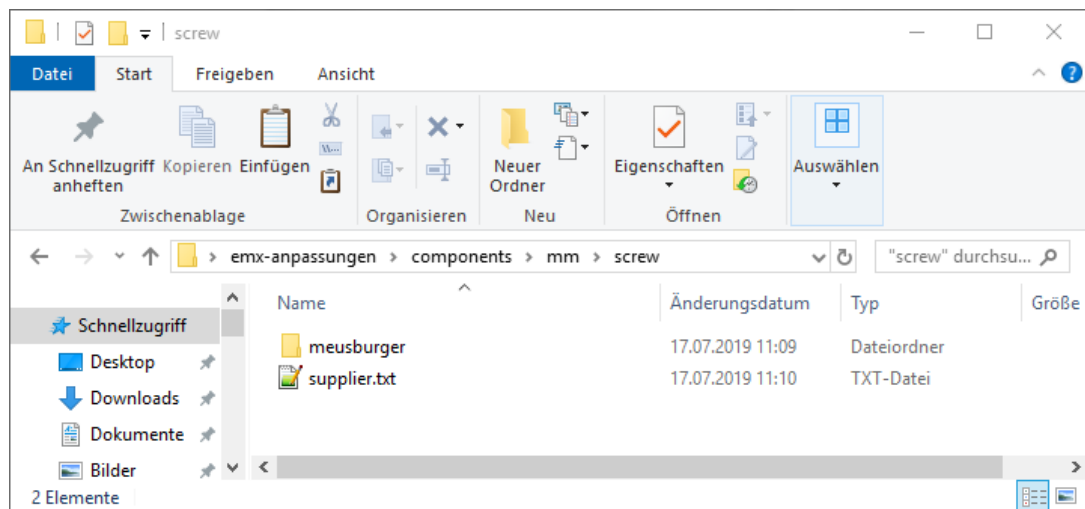 screw
Datei Start Freigeben Ansicht
An Schnellzugriff anheften
Kopieren
Einfügen
Zwischenablage
Organisieren
Neuer Ordner
Neu
Eigenschaften
Öffnen
Auswählen
emx-anpassungen > components > mm > screw
"screw" durchsu...
Schnellzugriff
Desktop
Downloads
Dokumente
Bilder
Name Änderungsdatum Typ Größe
meusburger 17.07.2019 11:09 Dateiordner
supplier.txt 17.07.2019 11:10 TXT-Datei
2 Elemente